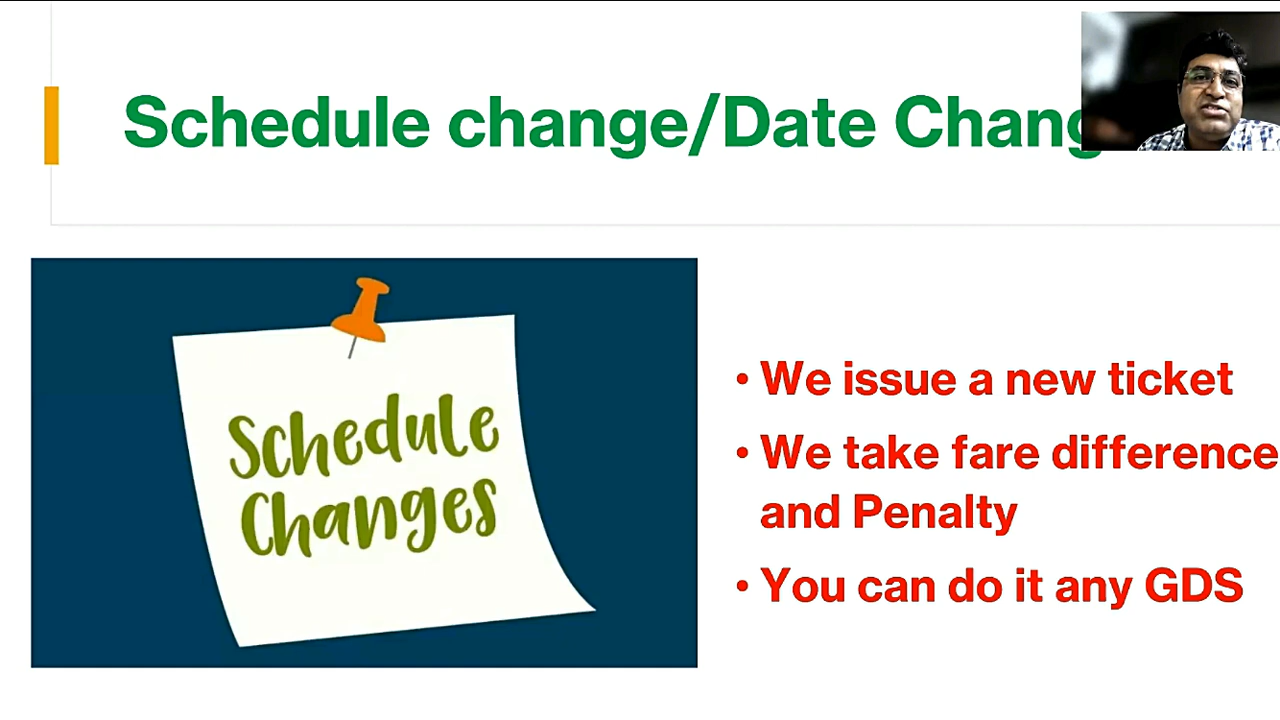 Schedule change/Date Chang
Schedule
Changes
• We issue a new ticket
• We take fare difference
and Penalty
• You can do it any GDS